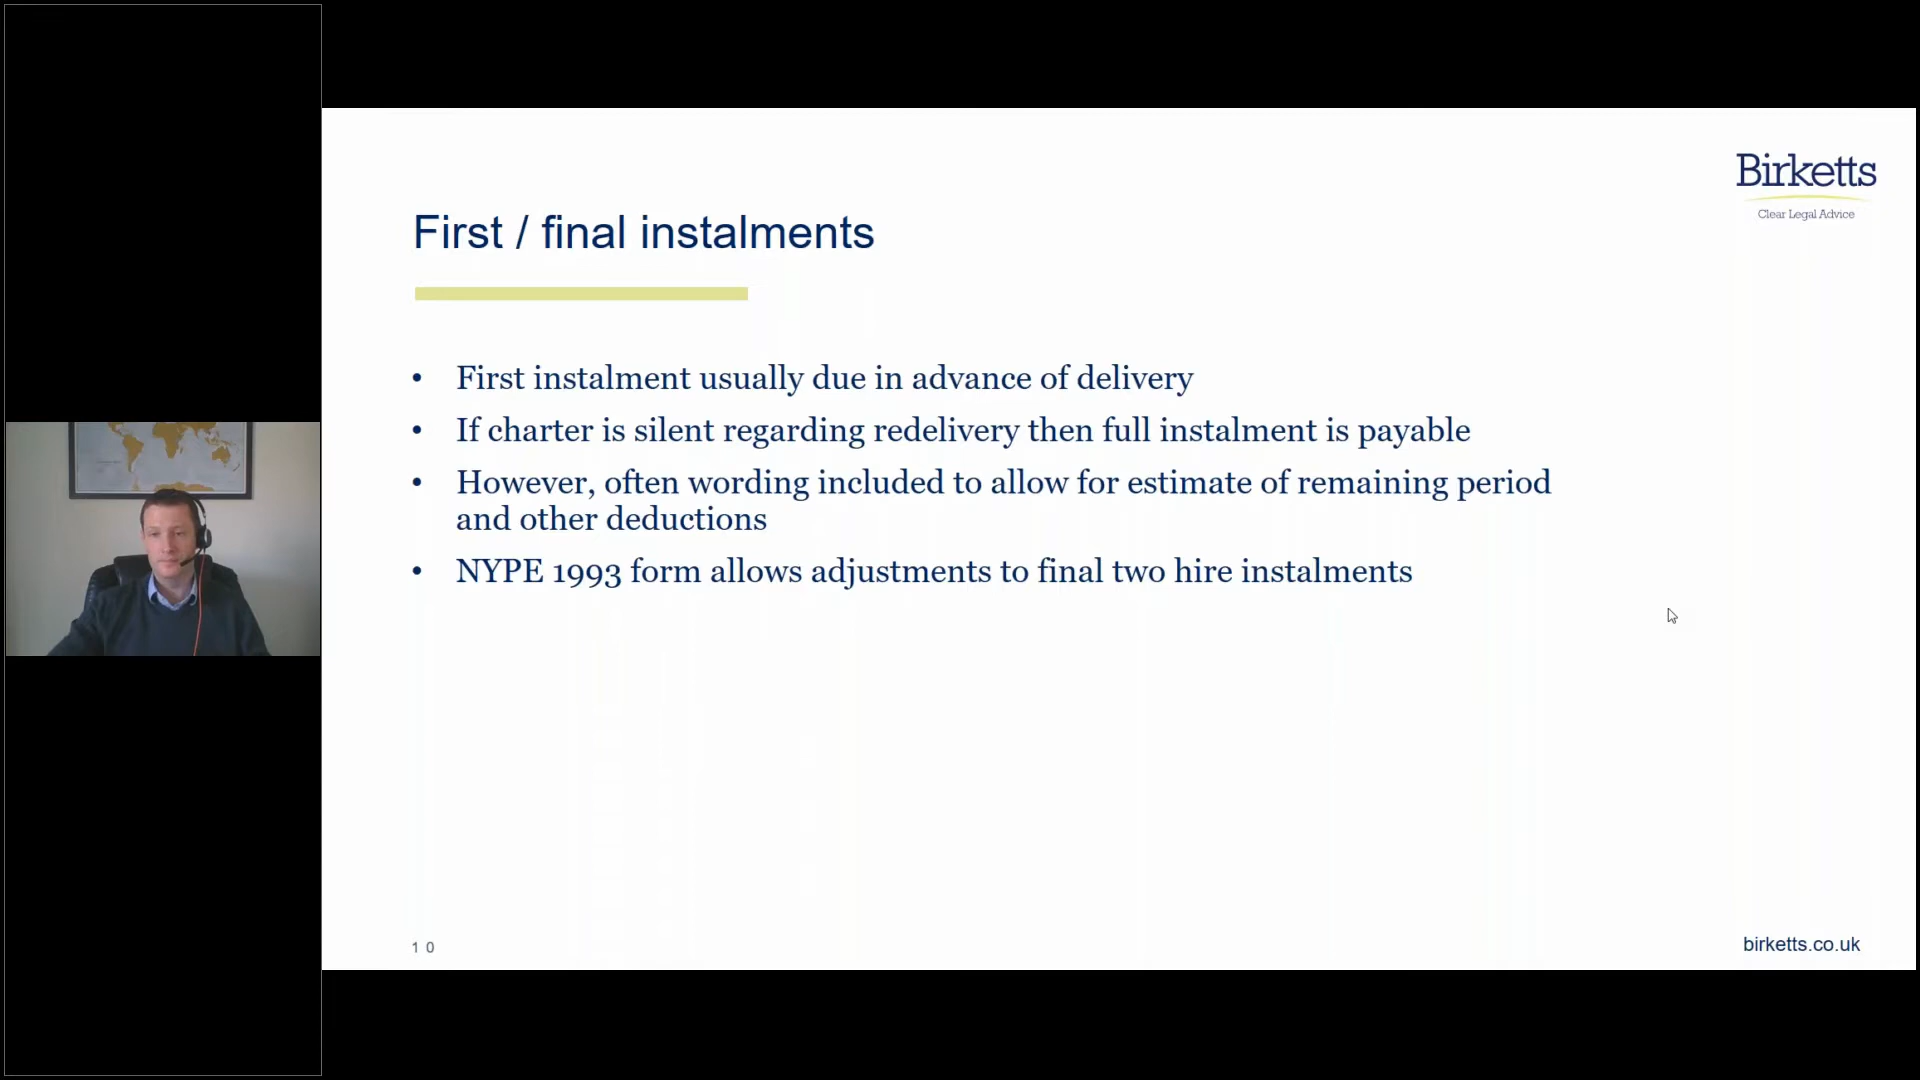 Birketts
Clear Legal Advice
First / final instalments
• First instalment usually due in advance of delivery
• If charter is silent regarding redelivery then full instalment is payable
• However, often wording included to allow for estimate of remaining period
and other deductions
• NYPE 1993 form allows adjustments to final two hire instalments
10
birketts.co.uk